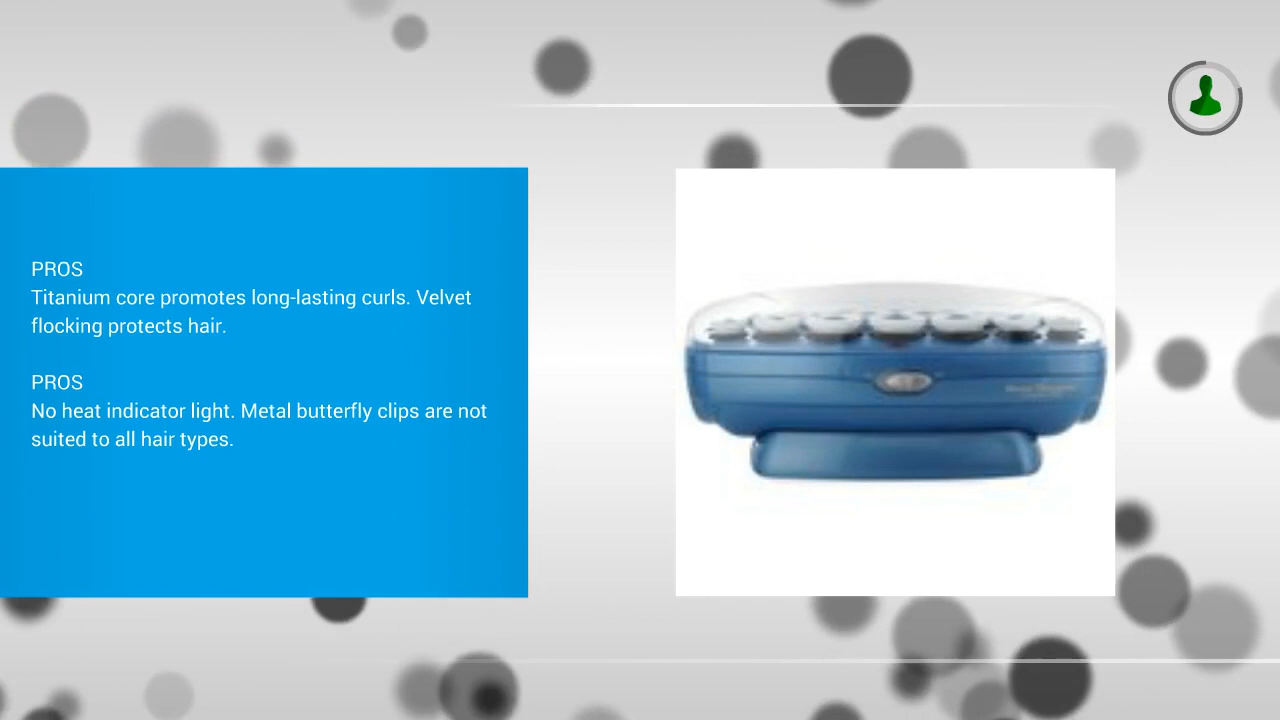 PROS
Titanium core promotes long-lasting curls. Velvet
flocking protects hair.
PROS
No heat indicator light. Metal butterfly clips are not
suited to all hair types.